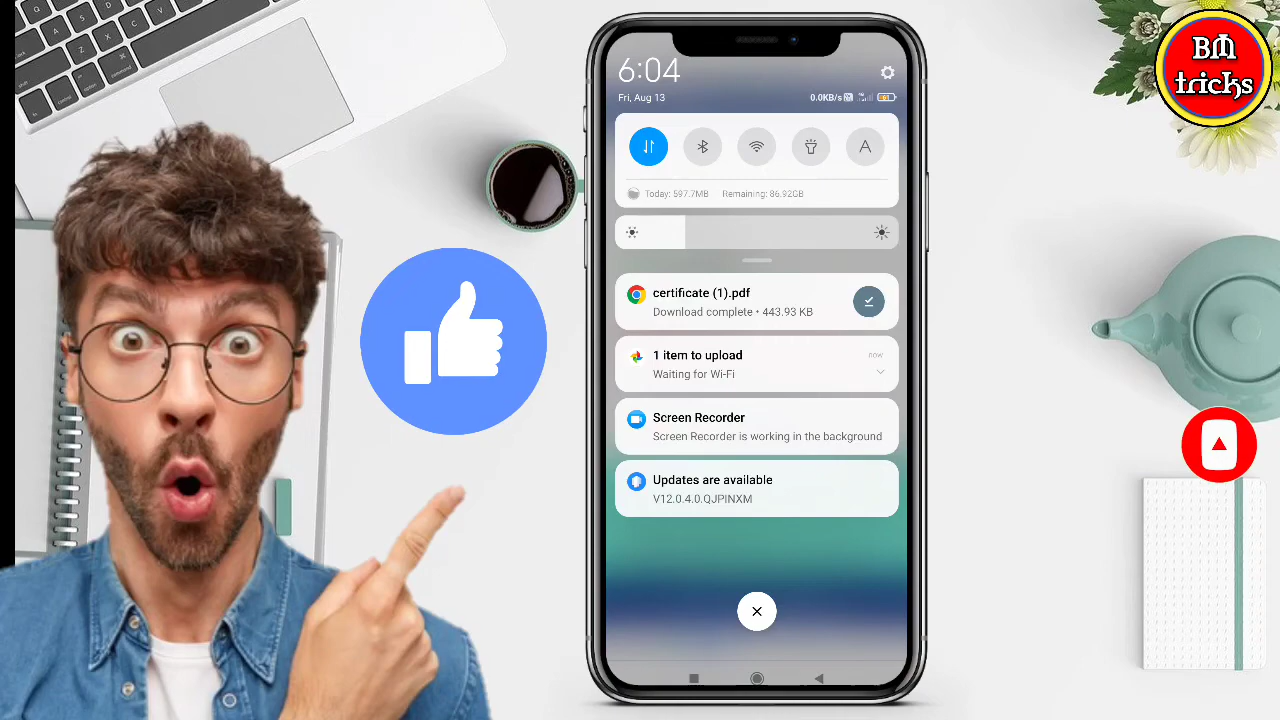 BM
tricks
6:04
Fri, Aug 13
0.0KB/s
Today: 597.7MB Remaining: 86.92GB
certificate (1).pdf
Download complete • 443.93 KB
1 item to upload
now
Waiting for Wi-Fi
Screen Recorder
Screen Recorder is working in the background
Updates are available
V12.0.4.0.QJPINXM